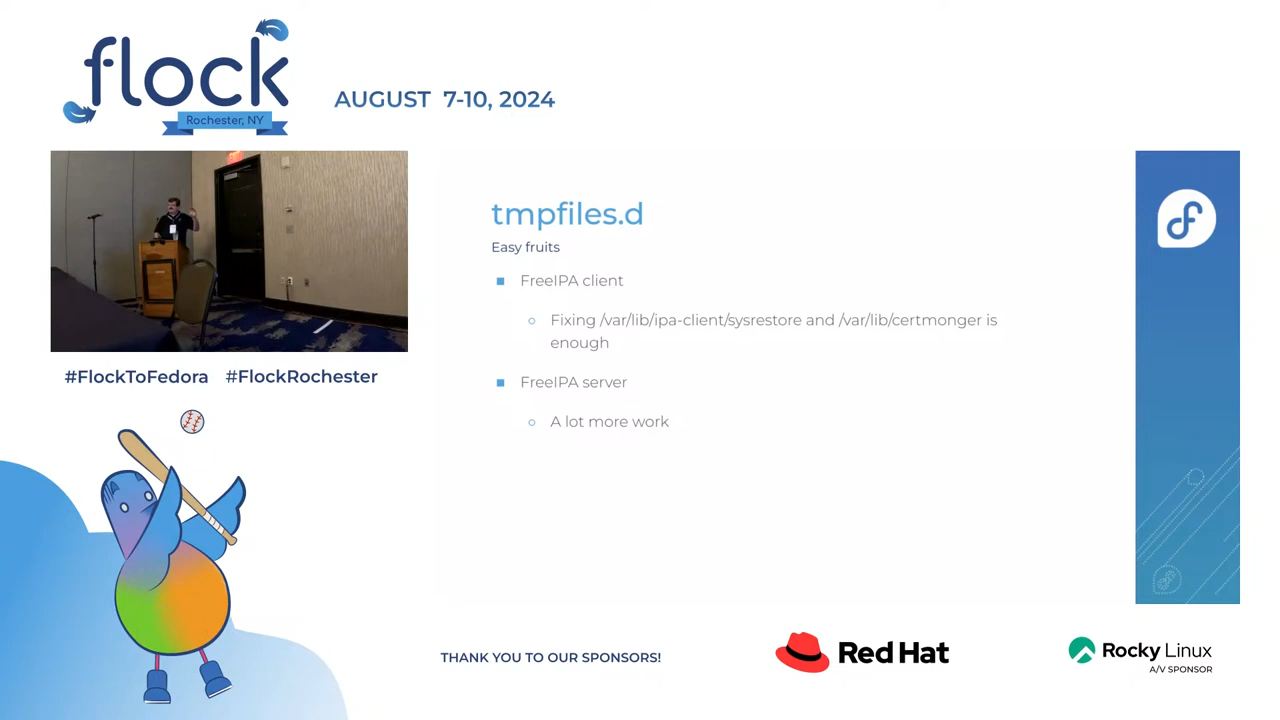 flock
Rochester, NY
AUGUST 7-10, 2024
tmpfiles.d
Easy fruits
FreeIPA client
Fixing /var/lib/ipa-client/sysrestore and /var/lib/certmonger is
enough
FreeIPA server
A lot more work
#FlockToFedora #FlockRochester
THANK YOU TO OUR SPONSORS!
Red Hat
Rocky Linux
A/V SPONSOR